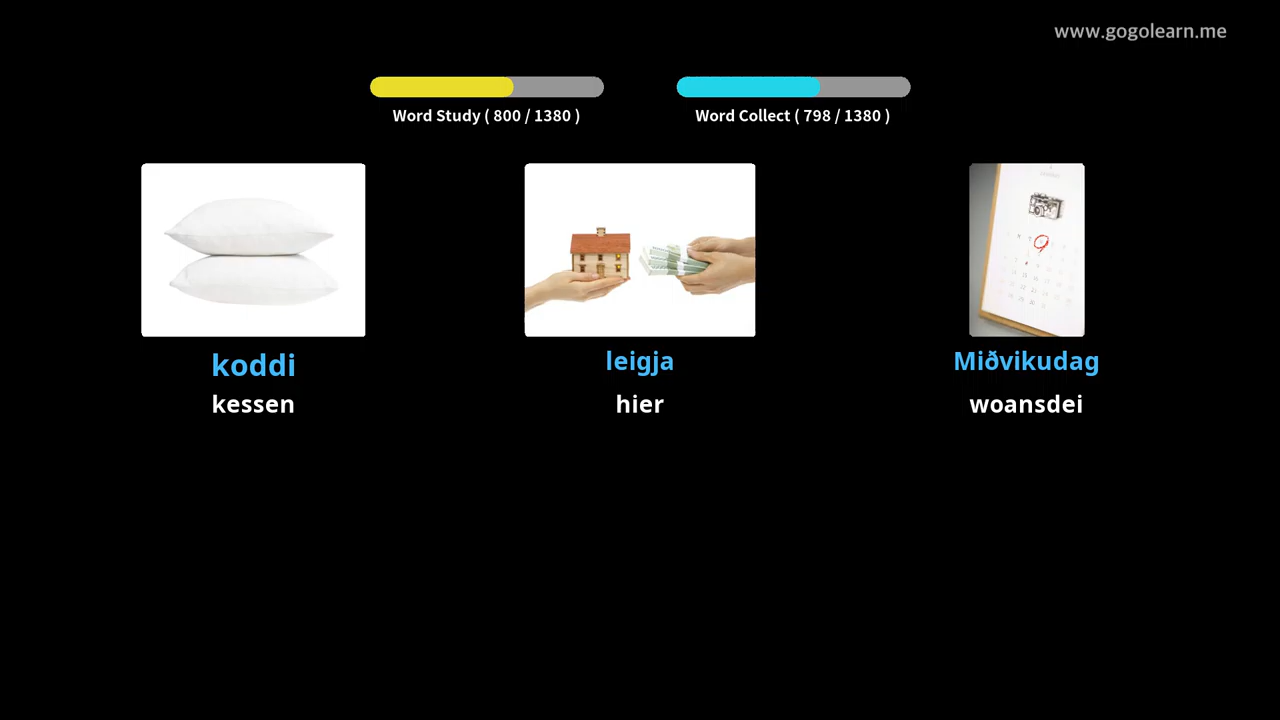 www.gogolearn.me
Word Study ( 800 / 1380 )
Word Collect ( 798 / 1380 )
koddi
leigja
Miðvikudag
kessen
hier
woansdei